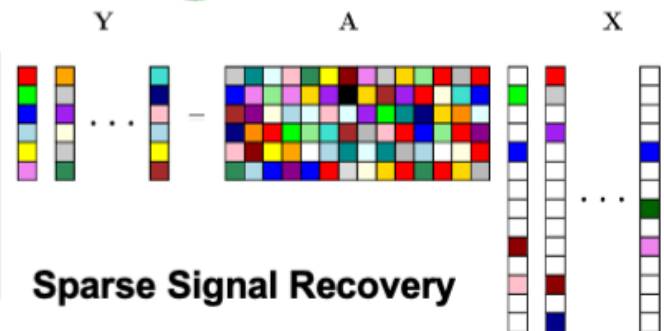 Y A X
... = ...
Sparse Signal Recovery